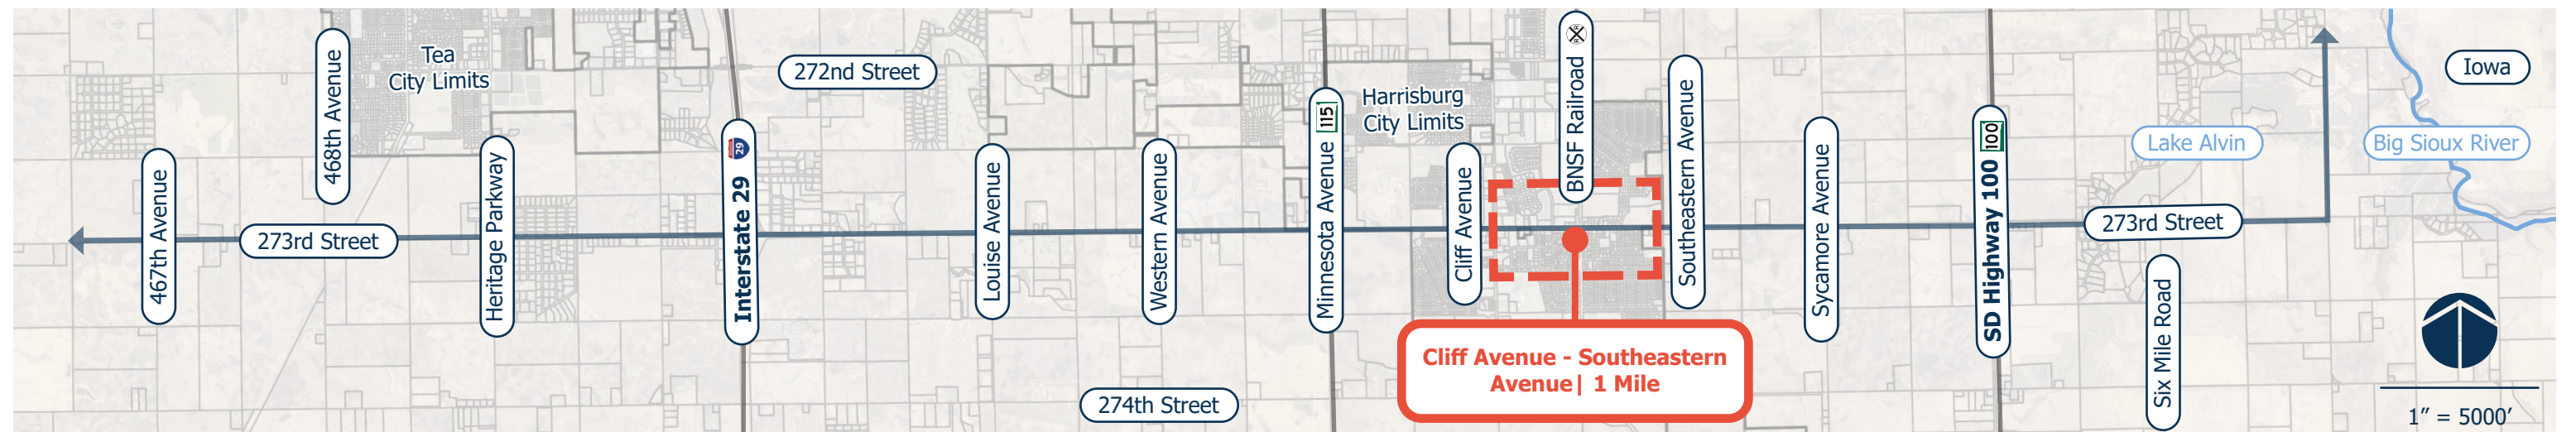 467th Avenue
273rd Street
468th Avenue
Tea
City Limits
Heritage Parkway
Interstate 29
29
272nd Street
Louise Avenue
Western Avenue
274th Street
Minnesota Avenue
115
Harrisburg
City Limits
Cliff Avenue
BNSF Railroad
Southeastern Avenue
Cliff Avenue - Southeastern
Avenue| 1 Mile
Sycamore Avenue
SD Highway 100
100
273rd Street
Six Mile Road
Lake Alvin
Big Sioux River
Iowa
1” = 5000’